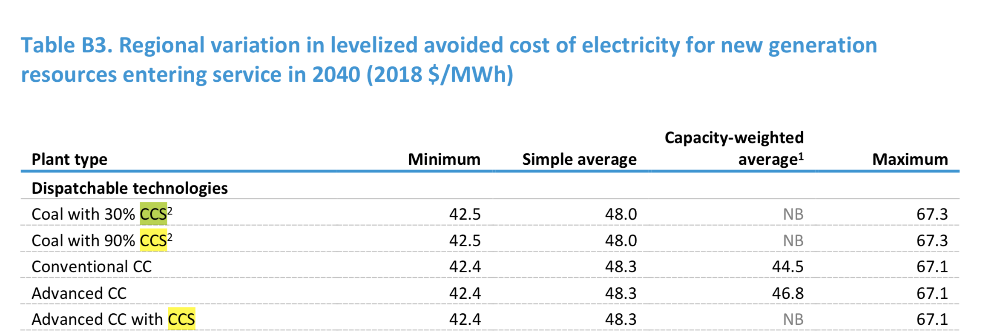 Table B3. Regional variation in levelized avoided cost of electricity for new generation
resources entering service in 2040 (2018 $/MWh)
Capacity-weighted
Plant type Minimum Simple average average¹ Maximum
Dispatchable technologies
Coal with 30% CCS² 42.5 48.0 NB 67.3
Coal with 90% CCS² 42.5 48.0 NB 67.3
Conventional CC 42.4 48.3 44.5 67.1
Advanced CC 42.4 48.3 46.8 67.1
Advanced CC with CCS 42.4 48.3 NB 67.1